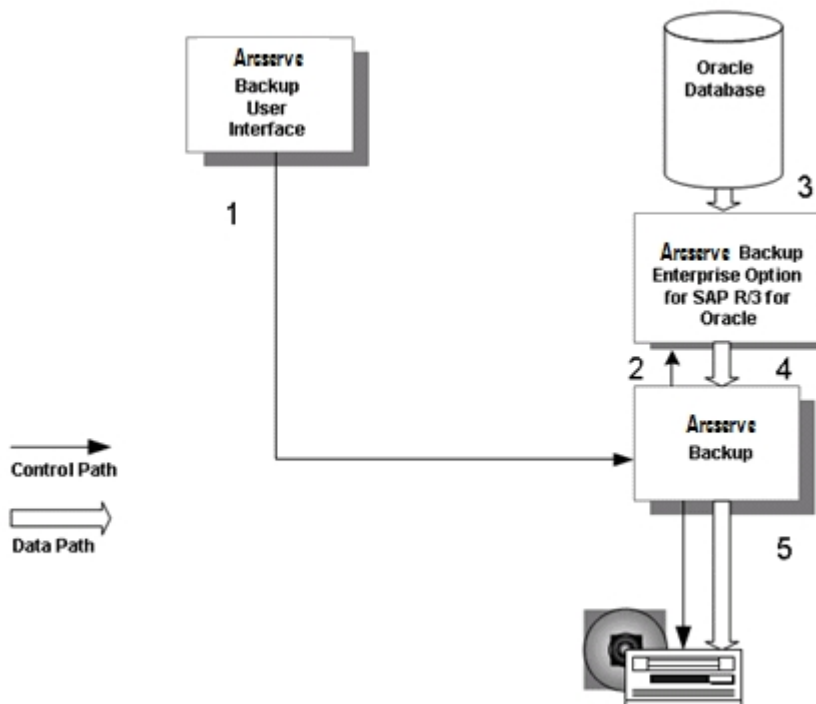 Arcserve
Backup
User
Interface
Oracle
Database
1
3
Arcserve Backup
Enterprise Option
for SAP R/3 for
Oracle
2
4
Arcserve
Backup
Control Path
Data Path
5